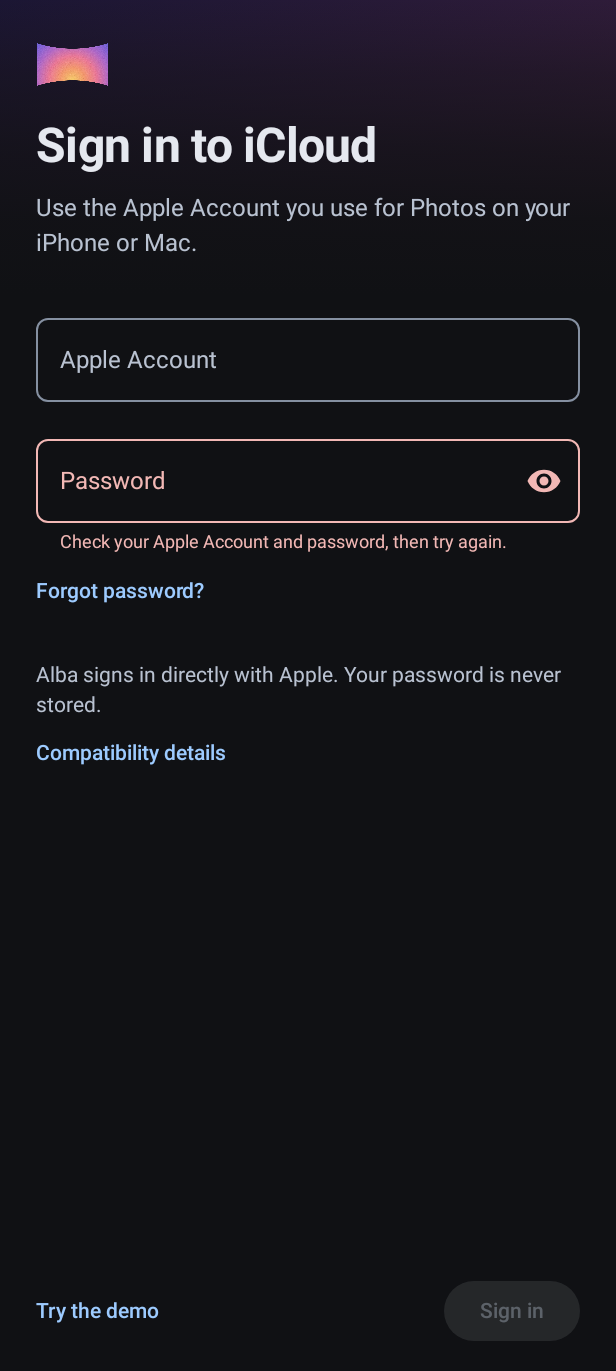 Sign in to iCloud
Use the Apple Account you use for Photos on your
iPhone or Mac.
Apple Account
Password
Check your Apple Account and password, then try again.
Forgot password?
Alba signs in directly with Apple. Your password is never
stored.
Compatibility details
Try the demo
Sign in